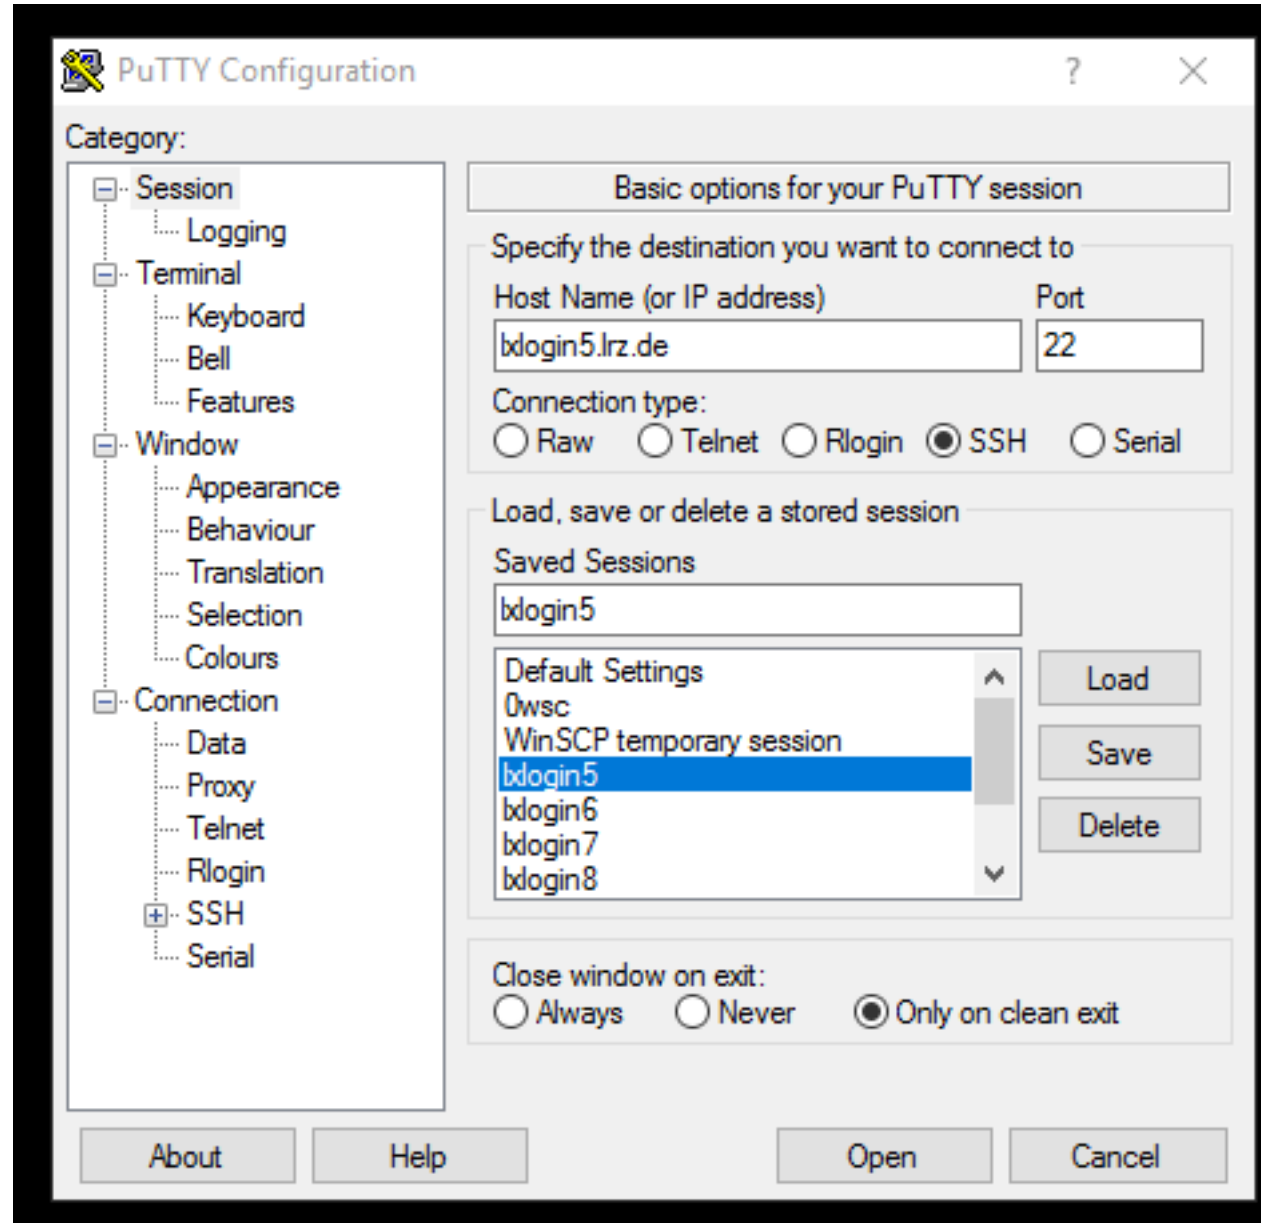 PuTTY Configuration
?
Category:
Session
Logging
Terminal
Keyboard
Bell
Features
Window
Appearance
Behaviour
Translation
Selection
Colours
Connection
Data
Proxy
Telnet
Rlogin
SSH
Serial
Basic options for your PuTTY session
Specify the destination you want to connect to
Host Name (or IP address) Port
lxlogin5.lrz.de 22
Connection type:
Raw Telnet Rlogin SSH Serial
Load, save or delete a stored session
Saved Sessions
lxlogin5
Default Settings
0wsc
WinSCP temporary session
lxlogin5
lxlogin6
lxlogin7
lxlogin8
Load
Save
Delete
Close window on exit:
Always Never Only on clean exit
About Help Open Cancel